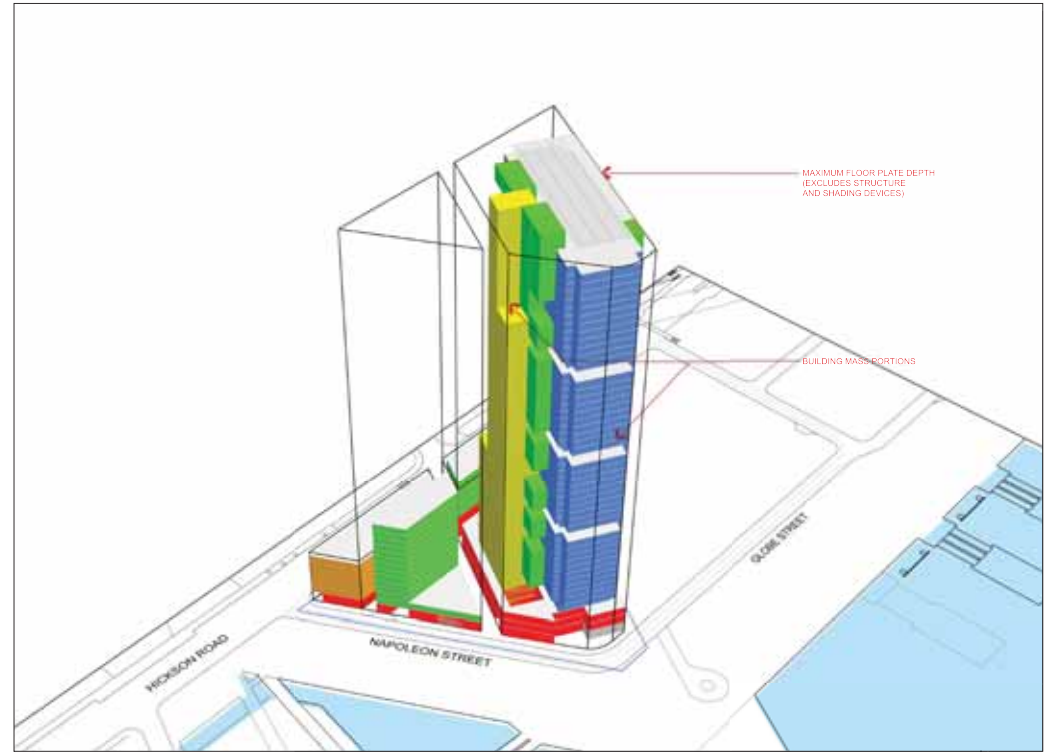 MAXIMUM FLOOR PLATE DEPTH
(EXCLUDES STRUCTURE
AND SHADING DEVICES)
BUILDING MASS PORTIONS
GLOBE STREET
NAPOLEON STREET
HICKSON ROAD